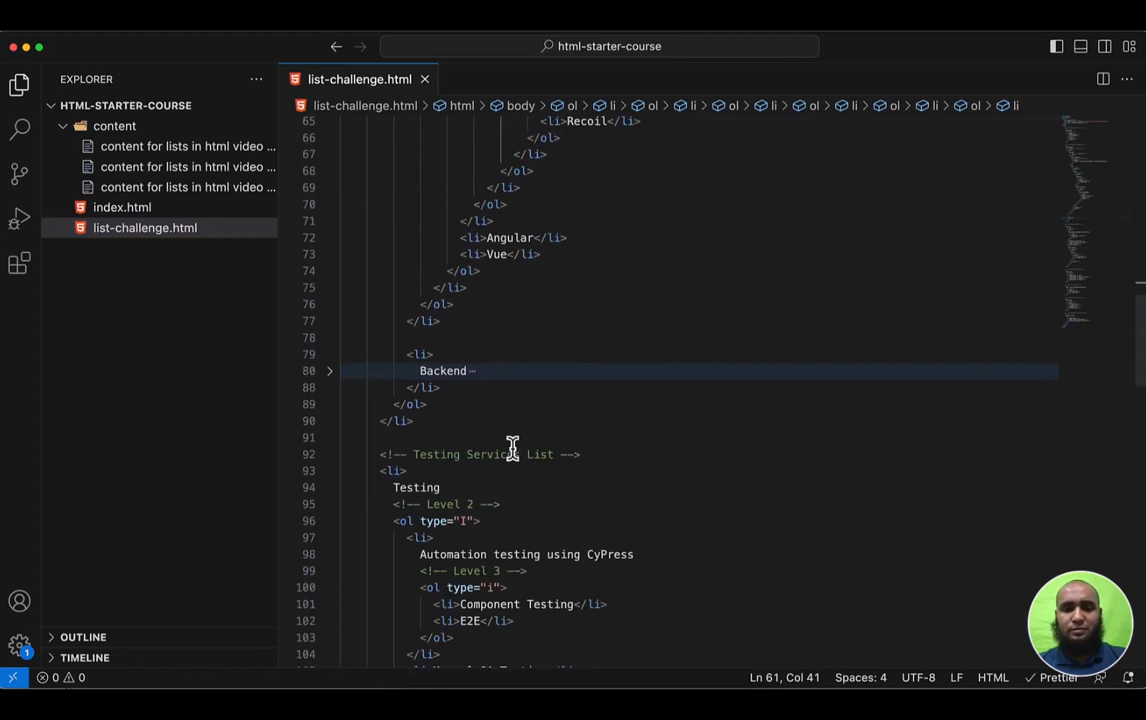 html-starter-course
EXPLORER
list-challenge.html
HTML-STARTER-COURSE
content
content for lists in html video ...
content for lists in html video ...
content for lists in html video ...
index.html
list-challenge.html
OUTLINE
TIMELINE
list-challenge.html > html > body > ol > li > ol > li > ol > li > ol > li > ol > li > ol > li
65 <li>Recoil</li>
66 </ol>
67 </li>
68 </ol>
69 </li>
70 </ol>
71 </li>
72 <li>Angular</li>
73 <li>Vue</li>
74 </ol>
75 </li>
76 </ol>
77 </li>
78
79 <li>
80 Backend ⋯
88 </li>
89 </ol>
90 </li>
91
92 <!-- Testing Service List -->
93 <li>
94 Testing
95 <!-- Level 2 -->
96 <ol type="I">
97 <li>
98 Automation testing using CyPress
99 <!-- Level 3 -->
100 <ol type="i">
101 <li>Component Testing</li>
102 <li>E2E</li>
103 </ol>
104 </li>
1
0 0
Ln 61, Col 41 Spaces: 4 UTF-8 LF HTML Prettier